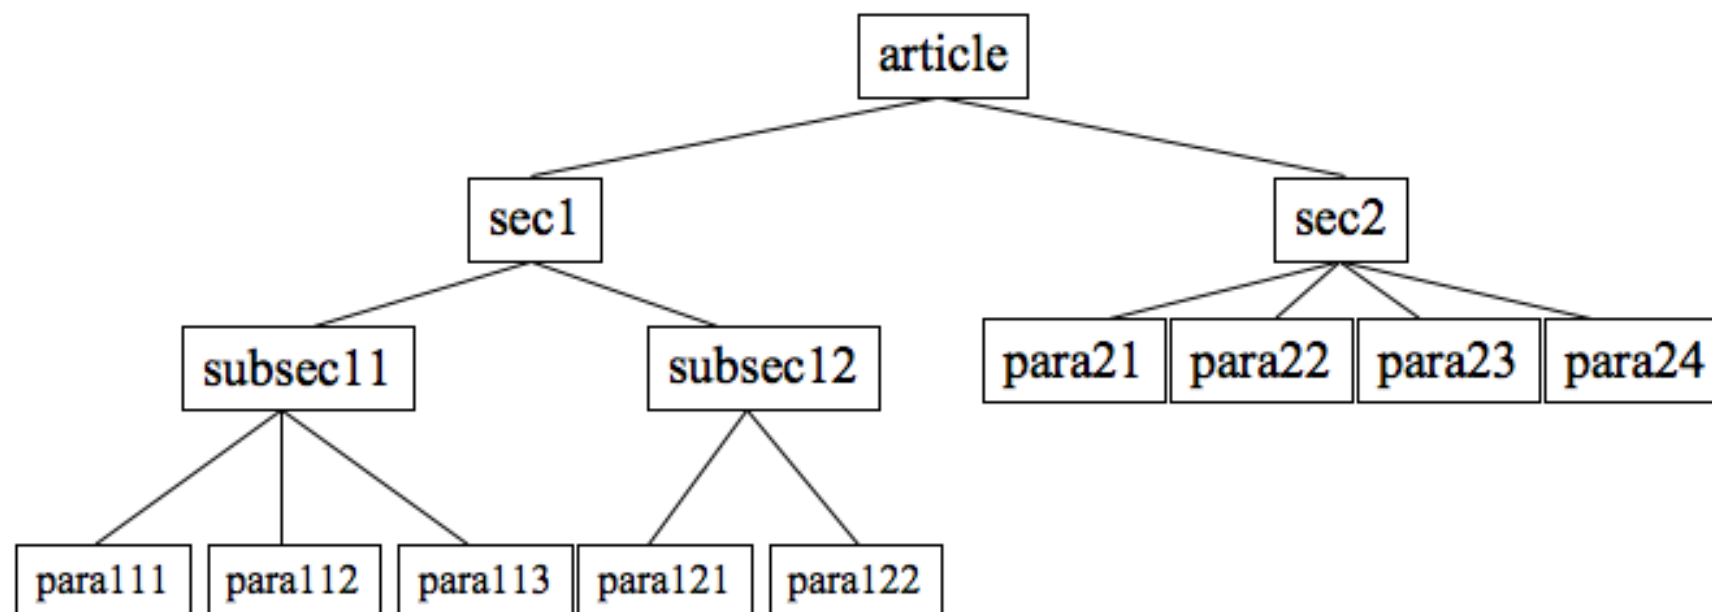 article
sec1
sec2
subsec11
subsec12
para21
para22
para23
para24
para111
para112
para113
para121
para122